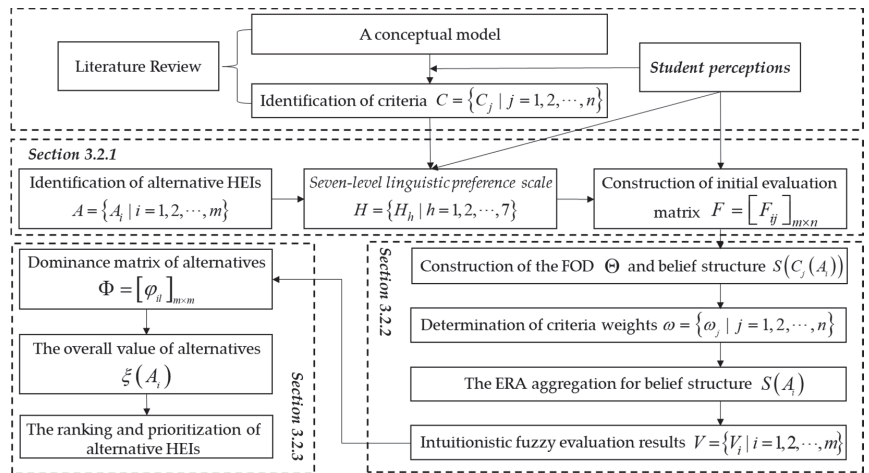 A conceptual model
Literature Review
Student perceptions
Identification of criteria C = {C_j | j = 1, 2, ⋯, n}
Section 3.2.1
Identification of alternative HEIs
A = {A_i | i = 1, 2, ⋯, m}
Seven-level linguistic preference scale
H = {H_h | h = 1, 2, ⋯, 7}
Construction of initial evaluation
matrix F = [F_ij]_m×n
Section 3.2.2
Construction of the FOD Θ and belief structure S(C_j(A_i))
Determination of criteria weights ω = {ω_j | j = 1, 2, ⋯, n}
The ERA aggregation for belief structure S(A_i)
Intuitionistic fuzzy evaluation results V = {V_i | i = 1, 2, ⋯, m}
Section 3.2.3
Dominance matrix of alternatives
Φ = [φ_il]_m×m
The overall value of alternatives
ξ(A_i)
The ranking and prioritization of
alternative HEIs